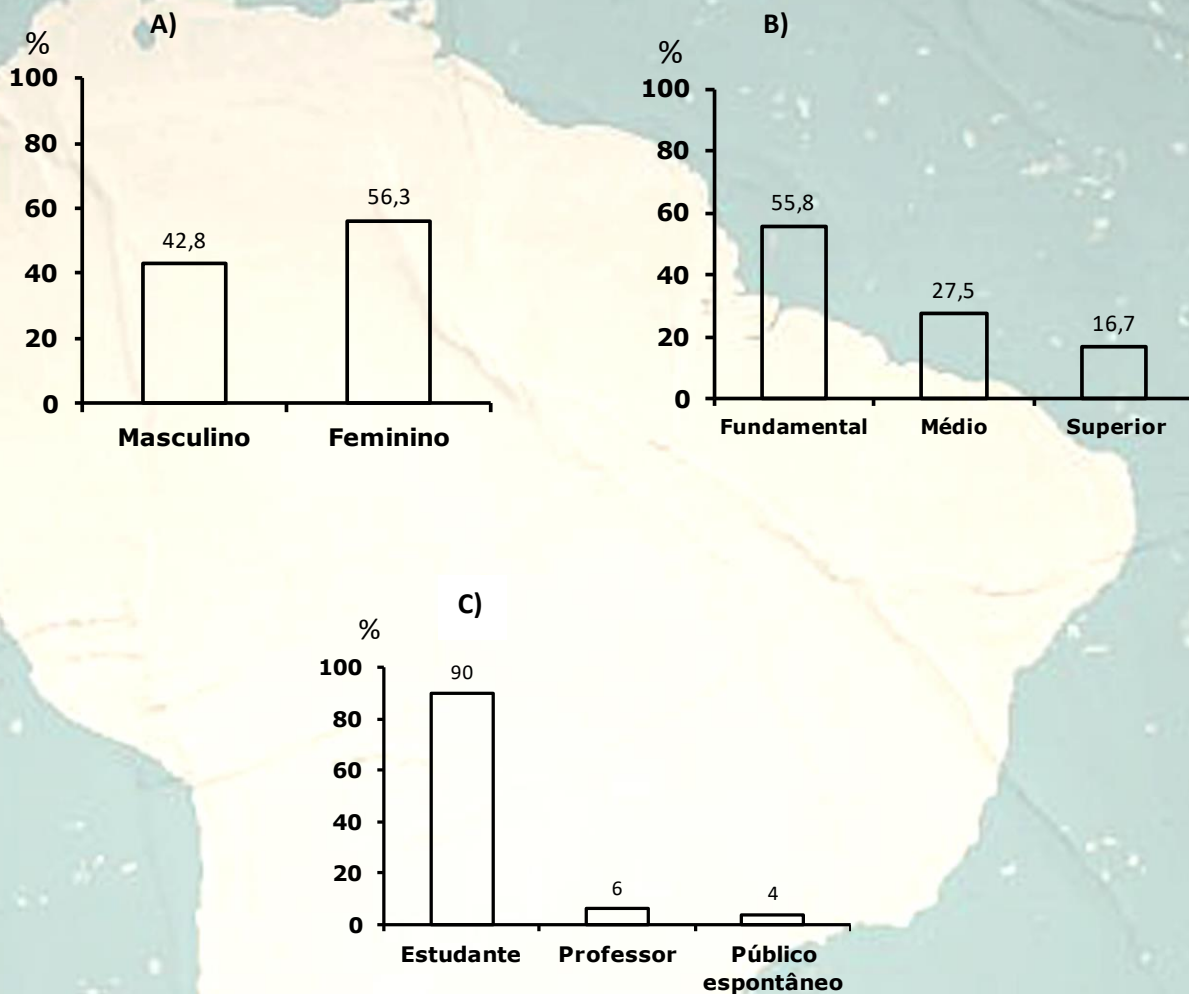 A)
%
100
80
60
40
20
0
42,8
56,3
Masculino
Feminino
B)
%
100
80
60
40
20
0
55,8
27,5
16,7
Fundamental
Médio
Superior
C)
%
100
80
60
40
20
0
90
6
4
Estudante
Professor
Público
espontâneo